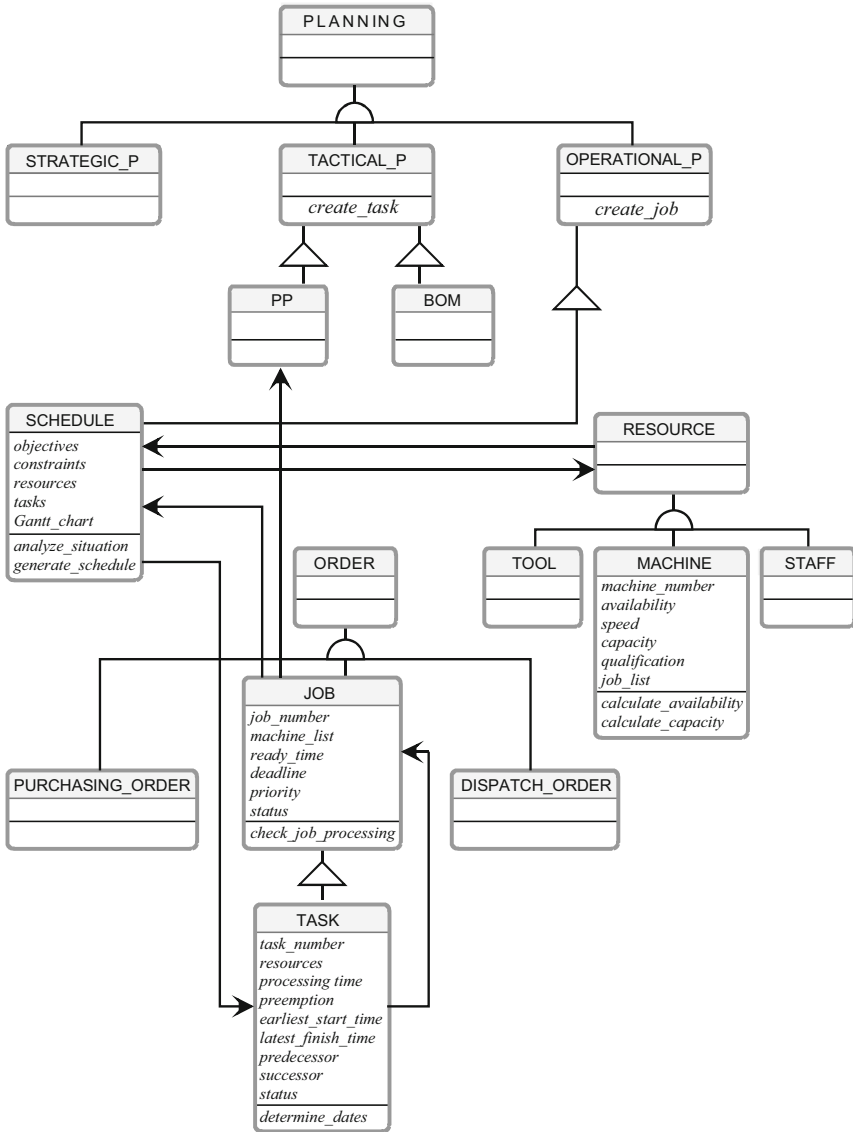 PLANNING
STRATEGIC_P
TACTICAL_P
create_task
OPERATIONAL_P
create_job
PP
BOM
SCHEDULE
objectives
constraints
resources
tasks
Gantt_chart
analyze_situation
generate_schedule
RESOURCE
TOOL
MACHINE
machine_number
availability
speed
capacity
qualification
job_list
calculate_availability
calculate_capacity
STAFF
ORDER
PURCHASING_ORDER
JOB
job_number
machine_list
ready_time
deadline
priority
status
check_job_processing
DISPATCH_ORDER
TASK
task_number
resources
processing time
preemption
earliest_start_time
latest_finish_time
predecessor
successor
status
determine_dates